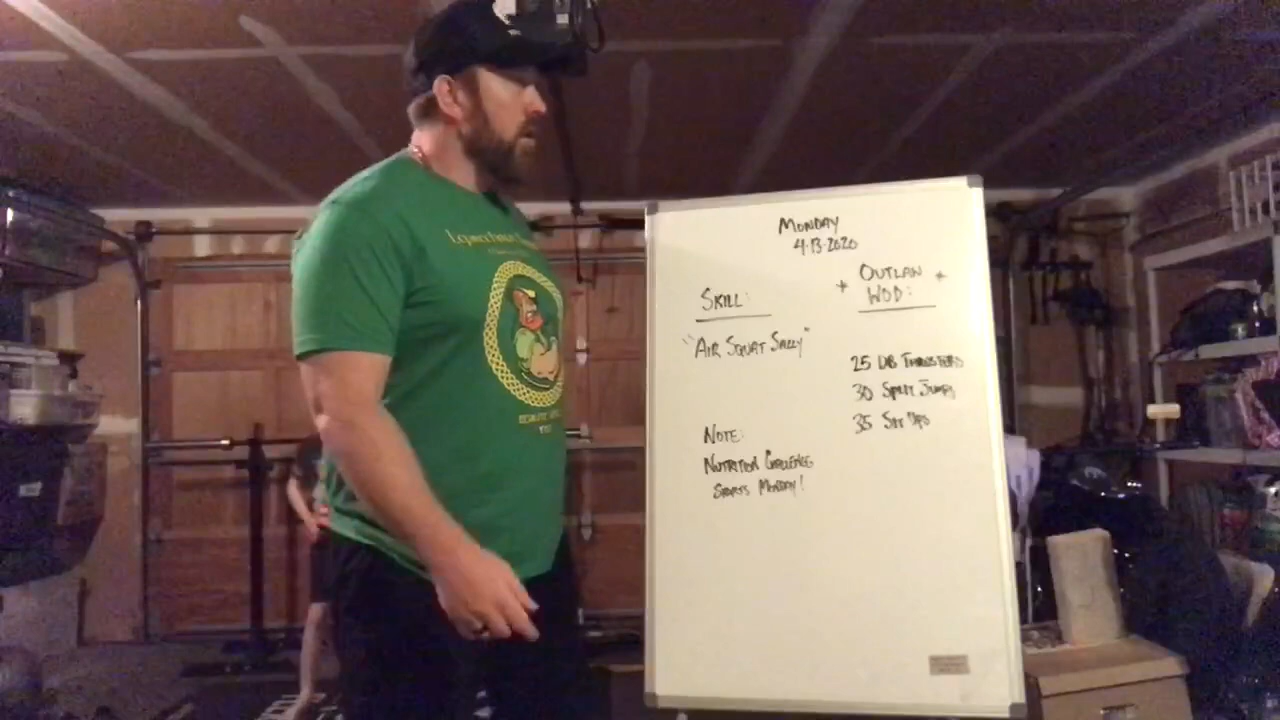 MONDAY
4-13-2020
SKILL:
"AIR SQUAT SALLY"
NOTE:
NUTRITION CHALLENGE
STARTS MONDAY!
* OUTLAW *
WOD:
25 DB THRUSTERS
30 SPLIT JUMPS
35 SIT UPS